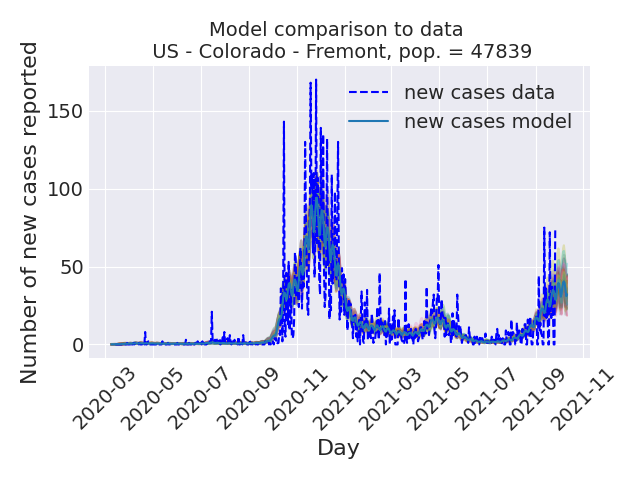 Model comparison to data
US - Colorado - Fremont, pop. = 47839
Number of new cases reported
150
100
50
0
new cases data
new cases model
2020-03
2020-05
2020-07
2020-09
2020-11
2021-01
2021-03
2021-05
2021-07
2021-09
2021-11
Day